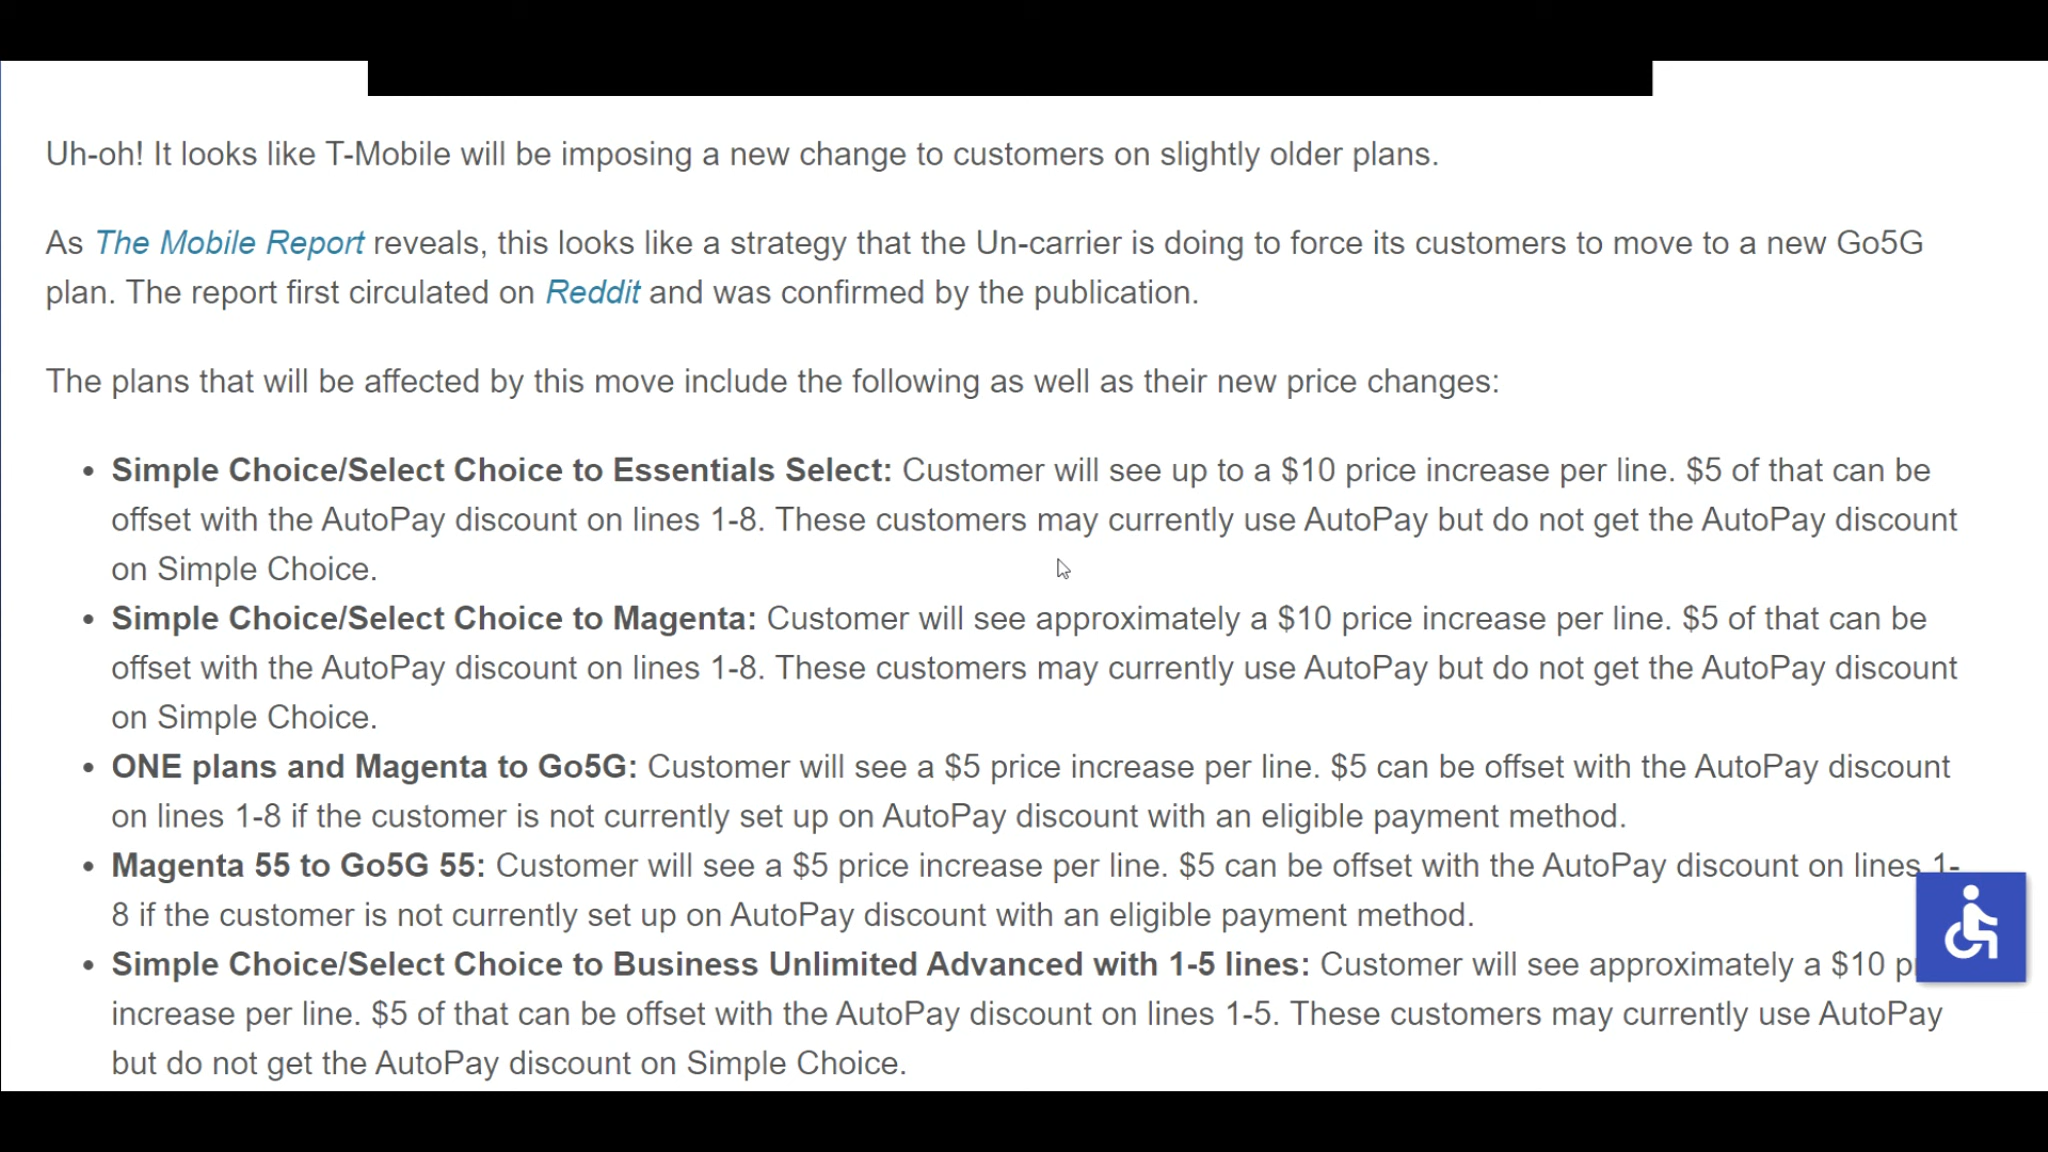 Uh-oh! It looks like T-Mobile will be imposing a new change to customers on slightly older plans.
As The Mobile Report reveals, this looks like a strategy that the Un-carrier is doing to force its customers to move to a new Go5G
plan. The report first circulated on Reddit and was confirmed by the publication.
The plans that will be affected by this move include the following as well as their new price changes:
• Simple Choice/Select Choice to Essentials Select: Customer will see up to a $10 price increase per line. $5 of that can be
offset with the AutoPay discount on lines 1-8. These customers may currently use AutoPay but do not get the AutoPay discount
on Simple Choice.
• Simple Choice/Select Choice to Magenta: Customer will see approximately a $10 price increase per line. $5 of that can be
offset with the AutoPay discount on lines 1-8. These customers may currently use AutoPay but do not get the AutoPay discount
on Simple Choice.
• ONE plans and Magenta to Go5G: Customer will see a $5 price increase per line. $5 can be offset with the AutoPay discount
on lines 1-8 if the customer is not currently set up on AutoPay discount with an eligible payment method.
• Magenta 55 to Go5G 55: Customer will see a $5 price increase per line. $5 can be offset with the AutoPay discount on lines 1-
8 if the customer is not currently set up on AutoPay discount with an eligible payment method.
• Simple Choice/Select Choice to Business Unlimited Advanced with 1-5 lines: Customer will see approximately a $10
increase per line. $5 of that can be offset with the AutoPay discount on lines 1-5. These customers may currently use AutoPay
but do not get the AutoPay discount on Simple Choice.